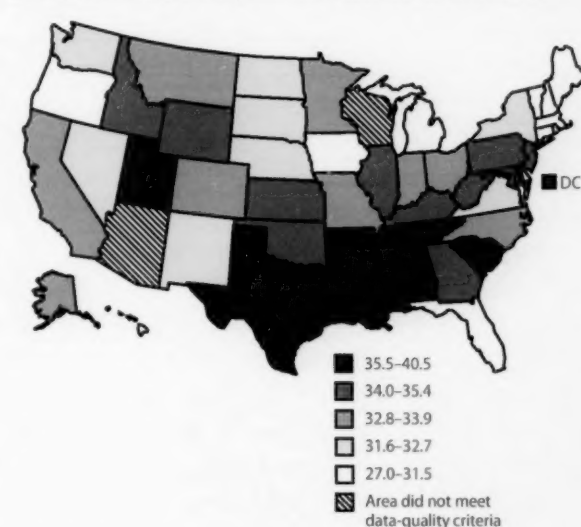 DC
35.5–40.5
34.0–35.4
32.8–33.9
31.6–32.7
27.0–31.5
Area did not meet
data-quality criteria